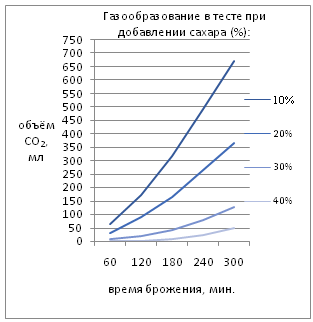 Газообразование в тесте при
добавлении сахара (%):
750
700
650
600
550
500
450
400
350
300
250
200
150
100
50
0
объём
CO₂,
мл
10%
20%
30%
40%
60 120 180 240 300
время брожения, мин.